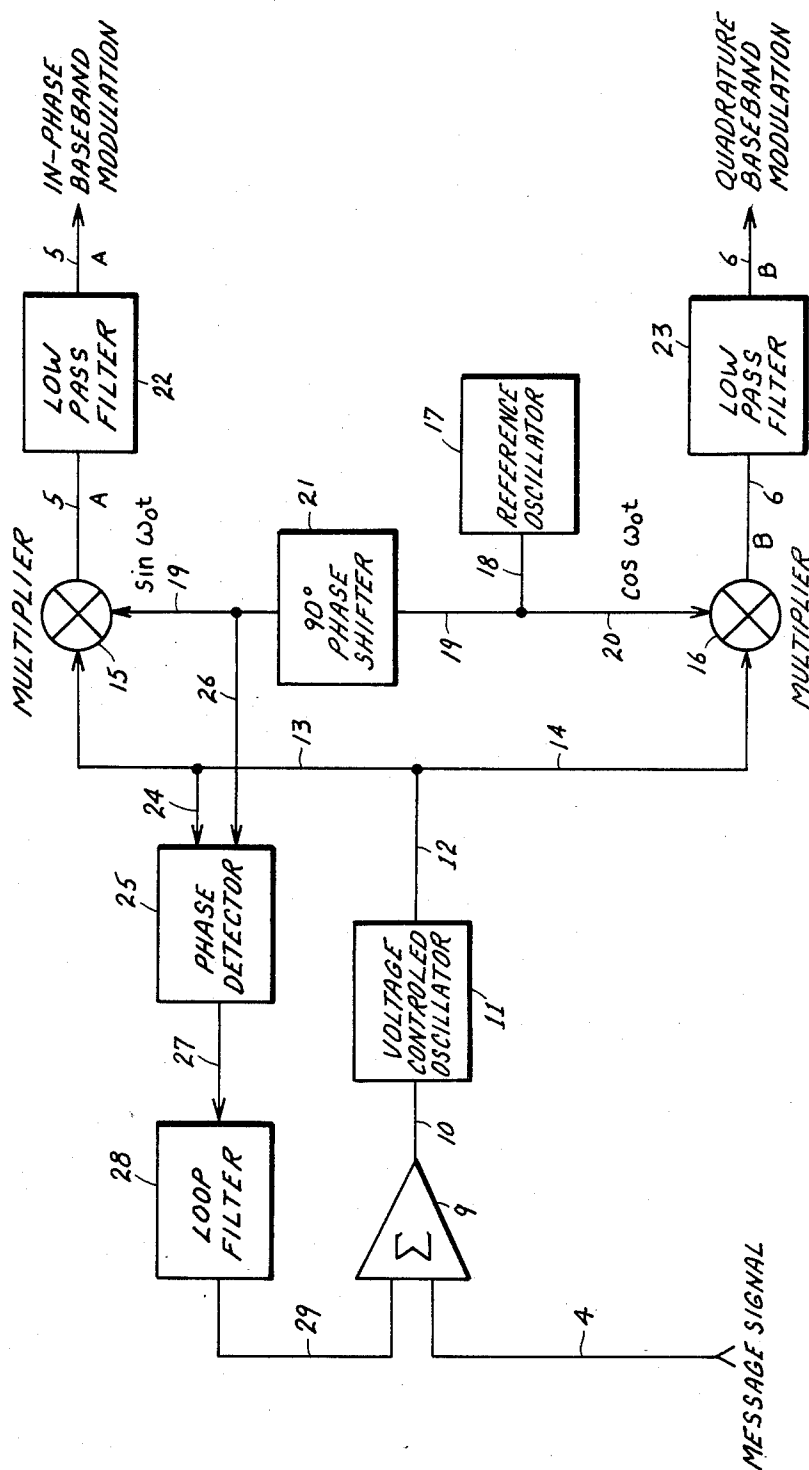 IN-PHASE
BASEBAND
MODULATION
5
A
LOW
PASS
FILTER
22
5
A
MULTIPLIER
15
sin ω₀t
19
26
24
13
25
PHASE
DETECTOR
27
28
LOOP
FILTER
29
21
90°
PHASE
SHIFTER
19
18
17
REFERENCE
OSCILLATOR
20
cos ω₀t
14
12
VOLTAGE
CONTROLED
OSCILLATOR
11
10
Σ
9
4
MESSAGE SIGNAL
16
MULTIPLIER
B
6
23
LOW
PASS
FILTER
6
B
QUADRATURE
BASEBAND
MODULATION